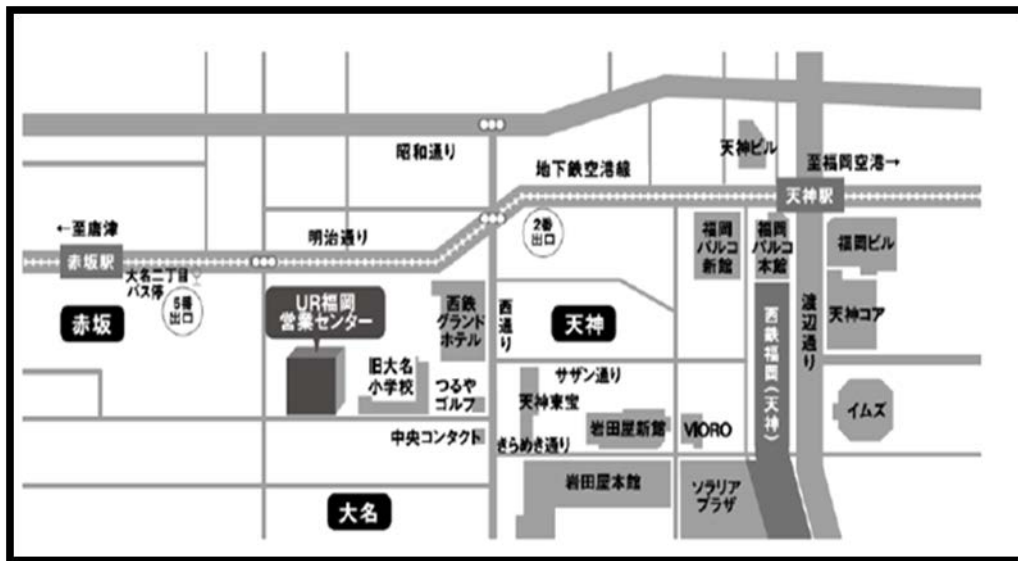 昭和通り
天神ビル
地下鉄空港線
至福岡空港→
天神駅
←至唐津
明治通り
2番
出口
福岡
パルコ
新館
福岡
パルコ
本館
福岡ビル
赤坂駅
大名二丁目
バス停
5番
出口
UR福岡
営業センター
西鉄
グランド
ホテル
西通り
天神
渡辺通り
天神コア
赤坂
西鉄福岡(天神)
旧大名
小学校
つるや
ゴルフ
サザン通り
天神東宝
イムズ
岩田屋新館
VIORO
中央コンタクト
きらめき通り
岩田屋本館
ソラリア
プラザ
大名